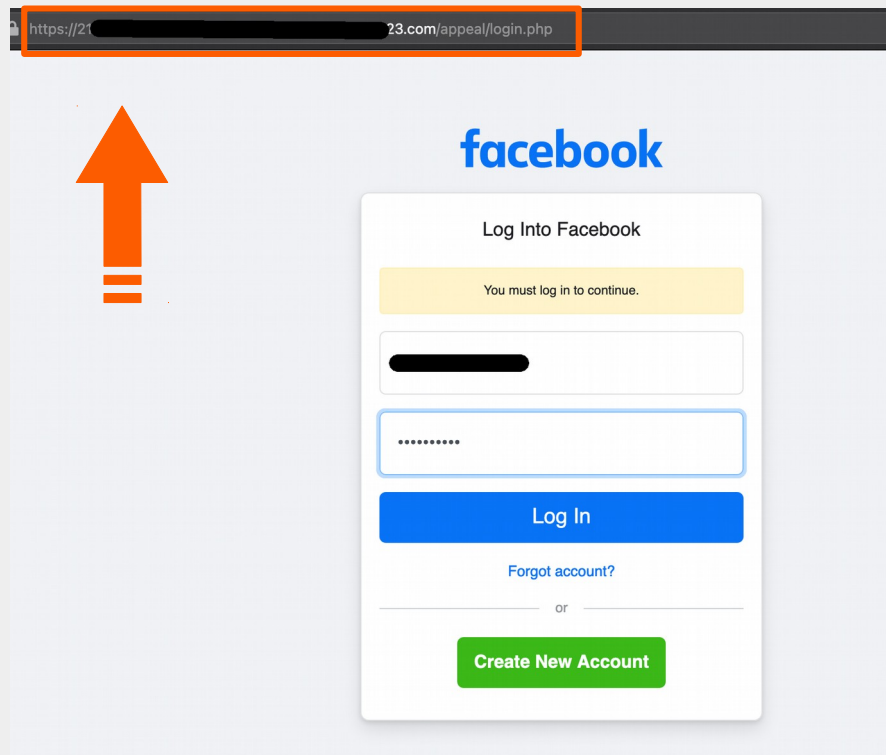 https://21 23.com/appeal/login.php
facebook
Log Into Facebook
You must log in to continue.
••••••••••
Log In
Forgot account?
or
Create New Account